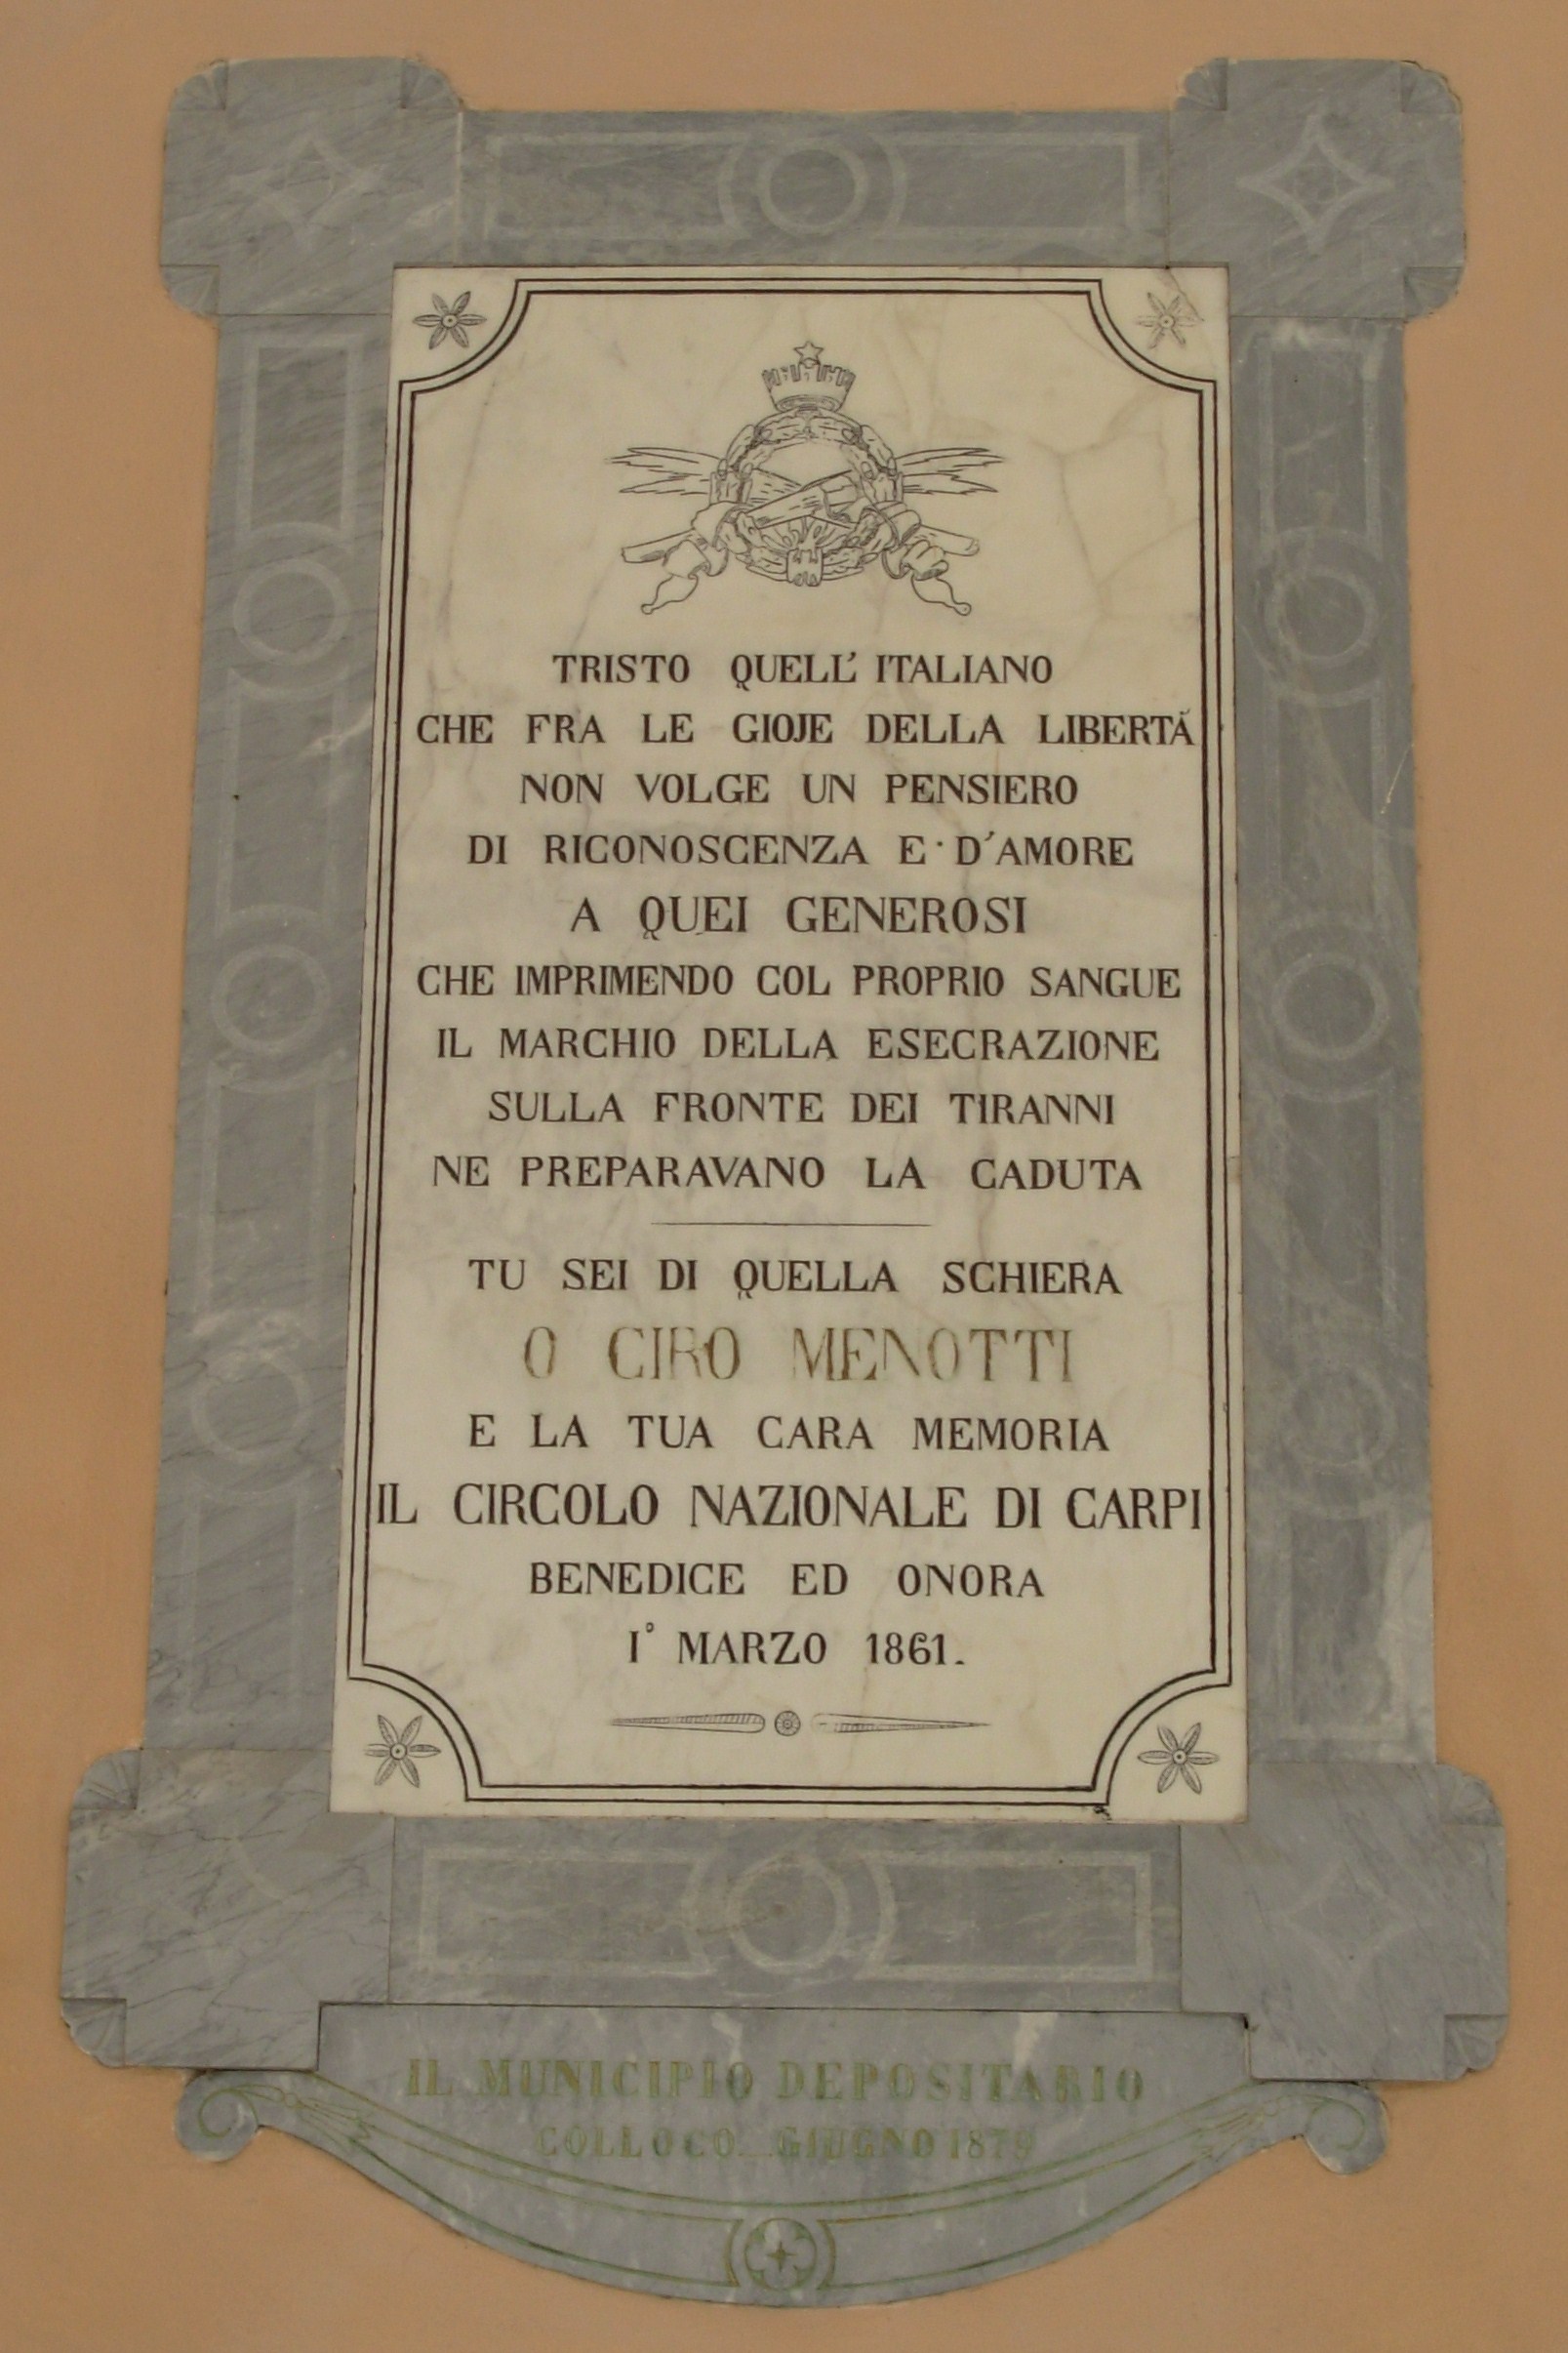 TRISTO QUELL' ITALIANO
CHE FRA LE GIOJE DELLA LIBERTÀ
NON VOLGE UN PENSIERO
DI RICONOSCENZA E · D'AMORE
A QUEI GENEROSI
CHE IMPRIMENDO COL PROPRIO SANGUE
IL MARCHIO DELLA ESECRAZIONE
SULLA FRONTE DEI TIRANNI
NE PREPARAVANO LA CADUTA
TU SEI DI QUELLA SCHIERA
O CIRO MENOTTI
E LA TUA CARA MEMORIA
IL CIRCOLO NAZIONALE DI CARPI
BENEDICE ED ONORA
I° MARZO 1861.
IL MUNICIPIO DEPOSITARIO
COLLOCO GIUGNO 1879